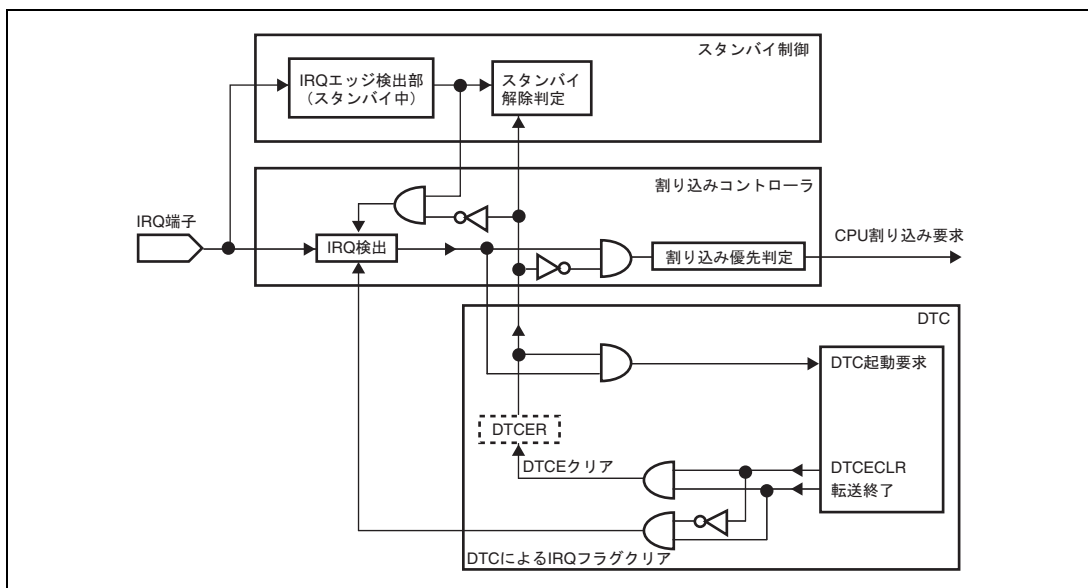 スタンバイ制御
IRQエッジ検出部
（スタンバイ中）
スタンバイ
解除判定
割り込みコントローラ
IRQ端子
IRQ検出
割り込み優先判定
CPU割り込み要求
DTC
DTC起動要求
DTCER
DTCEクリア
DTCECLR
転送終了
DTCによるIRQフラグクリア